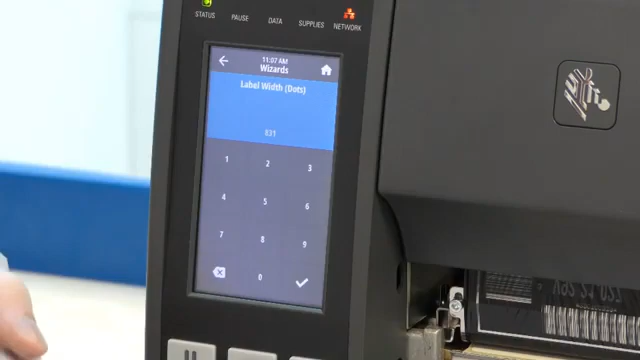 STATUS
PAUSE
DATA
SUPPLIES
NETWORK
11:07 AM
Wizards
Label Width (Dots)
831
1
2
3
4
5
6
7
8
9
0